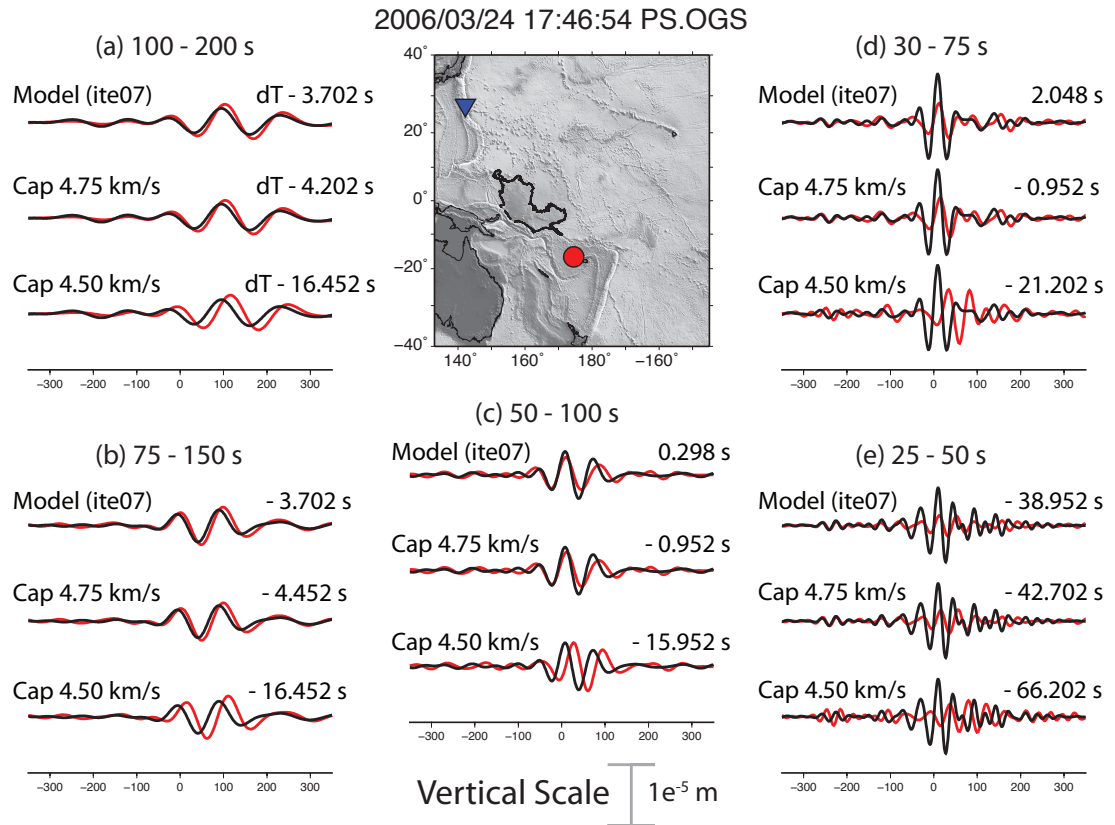 2006/03/24 17:46:54 PS.OGS
(a) 100 - 200 s
Model (ite07) dT - 3.702 s
Cap 4.75 km/s dT - 4.202 s
Cap 4.50 km/s dT - 16.452 s
−300 −200 −100 0 100 200 300
40˚
20˚
0˚
−20˚
−40˚
140˚ 160˚ 180˚ −160˚
(d) 30 - 75 s
Model (ite07) 2.048 s
Cap 4.75 km/s - 0.952 s
Cap 4.50 km/s - 21.202 s
−300 −200 −100 0 100 200 300
(b) 75 - 150 s
Model (ite07) - 3.702 s
Cap 4.75 km/s - 4.452 s
Cap 4.50 km/s - 16.452 s
−300 −200 −100 0 100 200 300
(c) 50 - 100 s
Model (ite07) 0.298 s
Cap 4.75 km/s - 0.952 s
Cap 4.50 km/s - 15.952 s
−300 −200 −100 0 100 200 300
Vertical Scale 1e⁻⁵ m
(e) 25 - 50 s
Model (ite07) - 38.952 s
Cap 4.75 km/s - 42.702 s
Cap 4.50 km/s - 66.202 s
−300 −200 −100 0 100 200 300